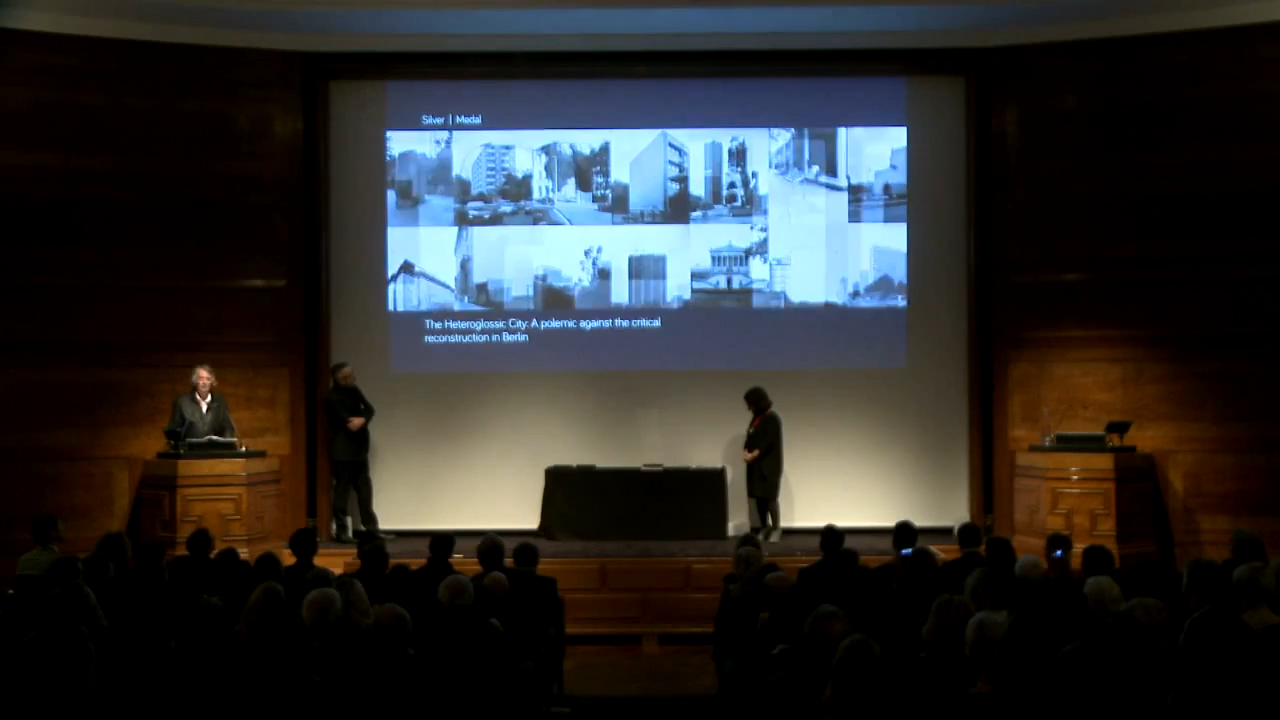 Silver | Medal
The Heteroglossic City: A polemic against the critical
reconstruction in Berlin